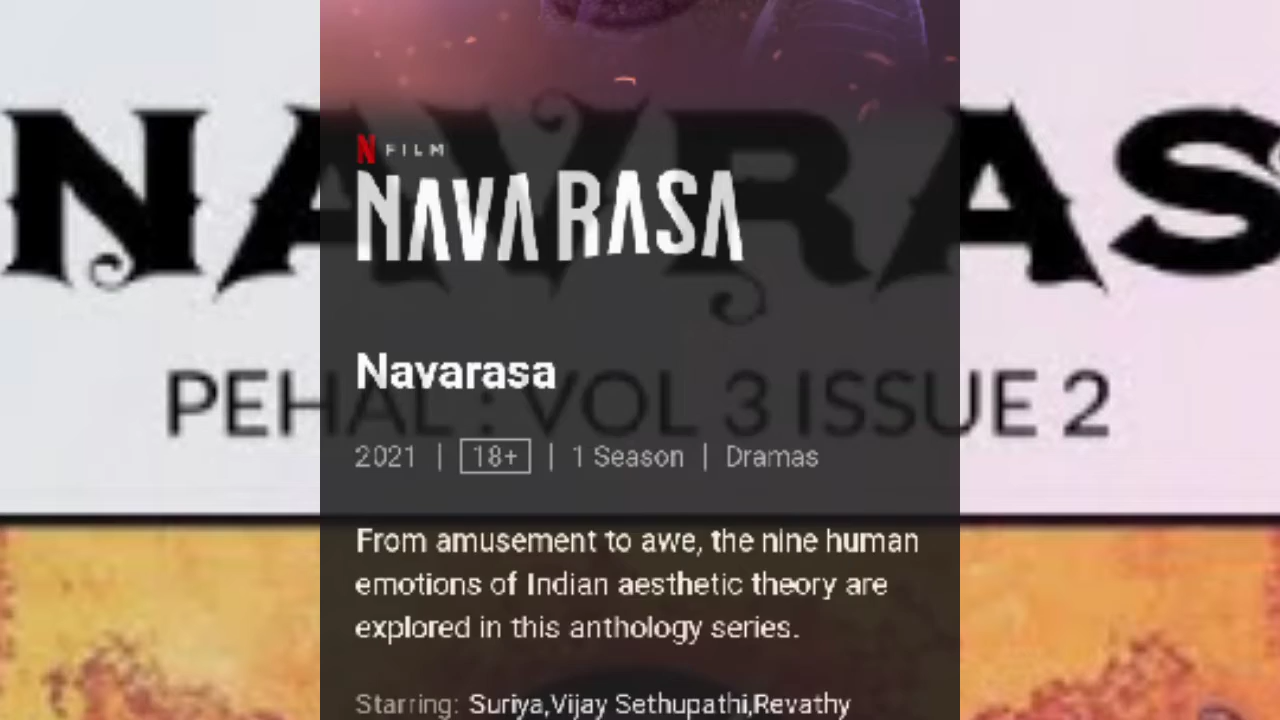 N FILM
NAVARASA
NAVRAS
Navarasa
PEHAL : VOL 3 ISSUE 2
2021 | 18+ | 1 Season | Dramas
From amusement to awe, the nine human
emotions of Indian aesthetic theory are
explored in this anthology series.
Starring: Suriya,Vijay Sethupathi,Revathy